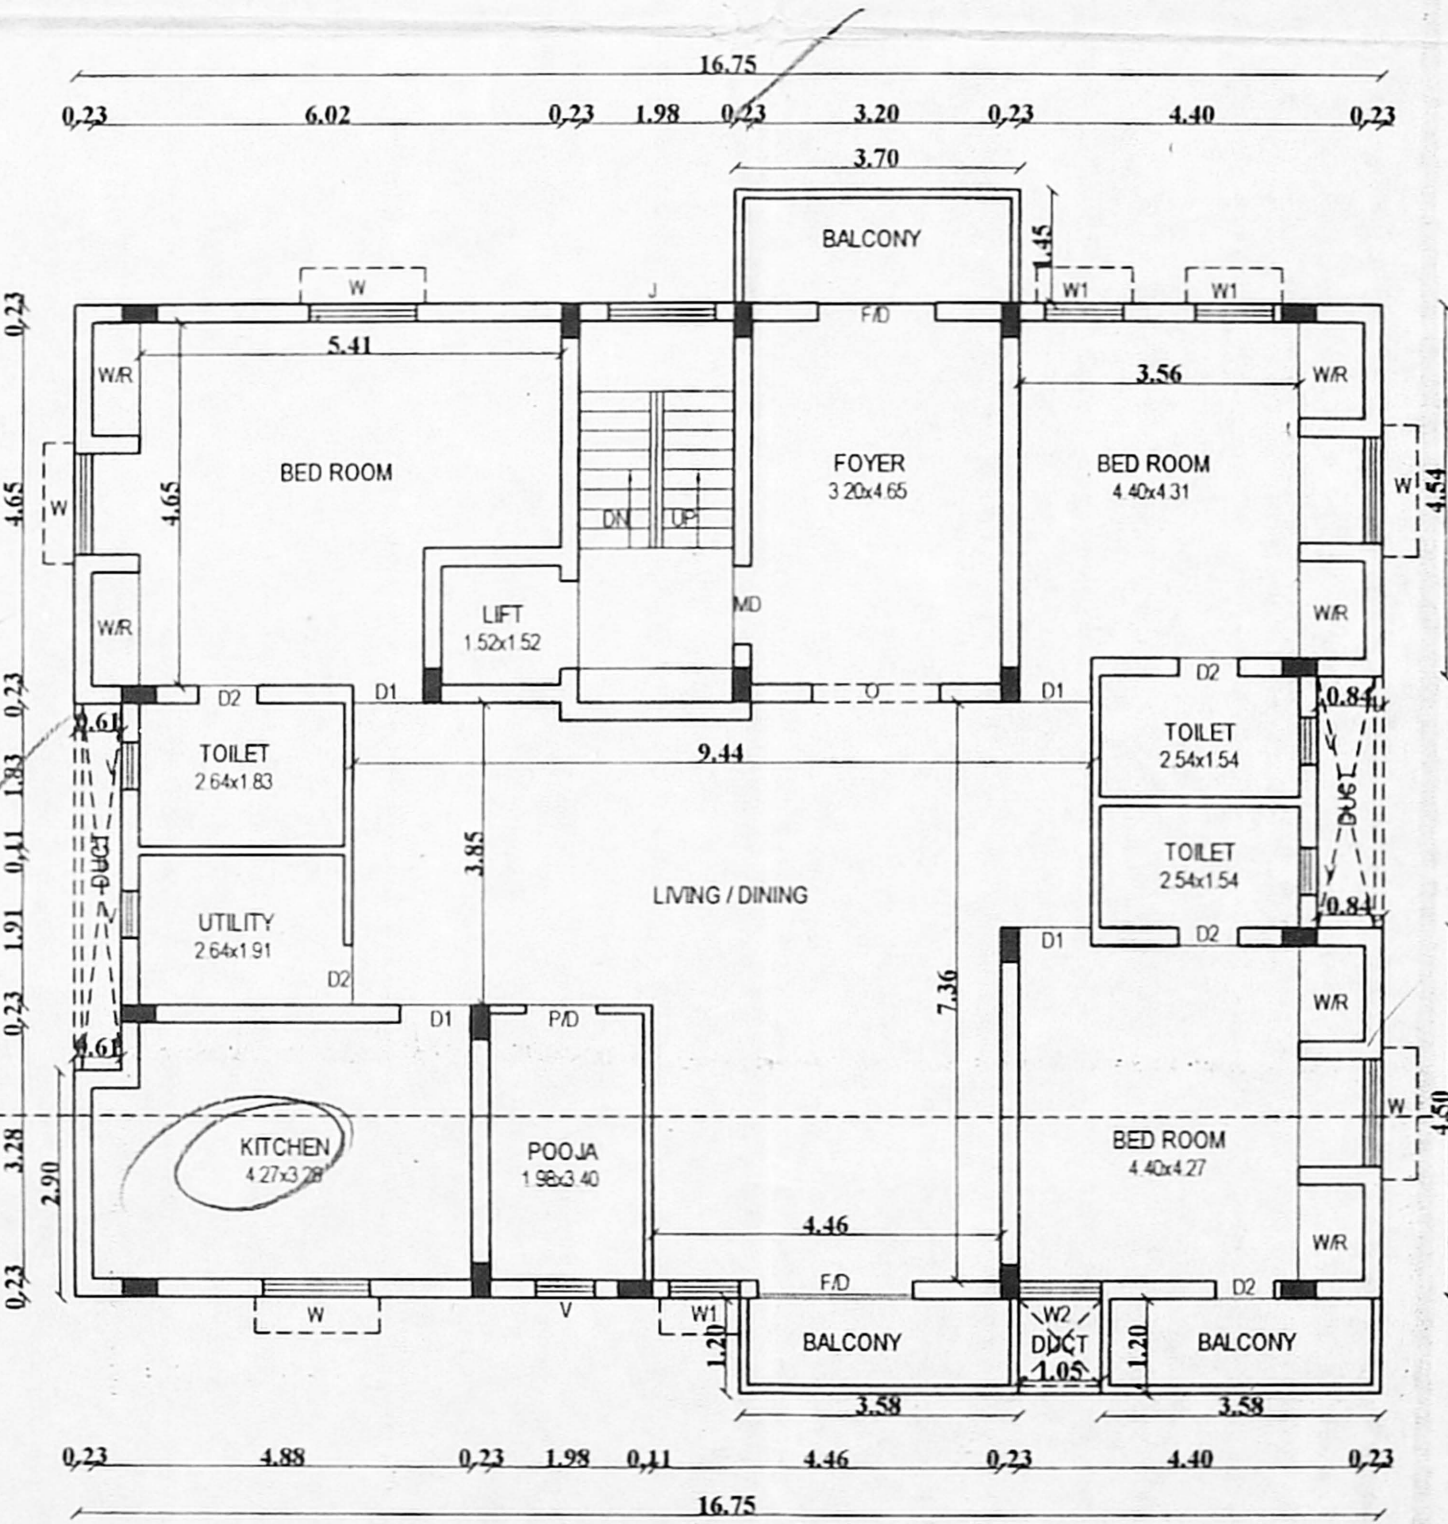 16.75
0.23 6.02 0.23 1.98 0.23 3.20 0.23 4.40 0.23
3.70
BALCONY
1.45
W J F/D W1 W1
0.23
5.41
3.56
W/R W/R
BED ROOM
4.65
4.65
W
FOYER
3.20x4.65
BED ROOM
4.40x4.31
W
4.54
DN UP
LIFT
1.52x1.52
MD
W/R W/R
0.23
D2 D1 O D1 D2
0.61
0.84
TOILET
2.64x1.83
9.44
TOILET
2.54x1.54
1.83
DUCT
V
0.11
3.85
DUCT
TOILET
2.54x1.54
LIVING / DINING
0.84
UTILITY
2.64x1.91
1.91
V
D2
D1 D2
7.36
W/R
0.23
D1 P/D
0.61
KITCHEN
4.27x3.28
3.28
2.90
POOJA
1.98x3.40
BED ROOM
4.40x4.27
W
4.50
4.46
W/R
0.23
F/D
D2
W V W1 W2
1.20
BALCONY
DUCT
1.05
1.20
BALCONY
3.58 3.58
0.23 4.88 0.23 1.98 0.11 4.46 0.23 4.40 0.23
16.75